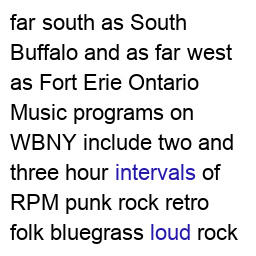 far south as South
Buffalo and as far west
as Fort Erie Ontario
Music programs on
WBNY include two and
three hour intervals of
RPM punk rock retro
folk bluegrass loud rock